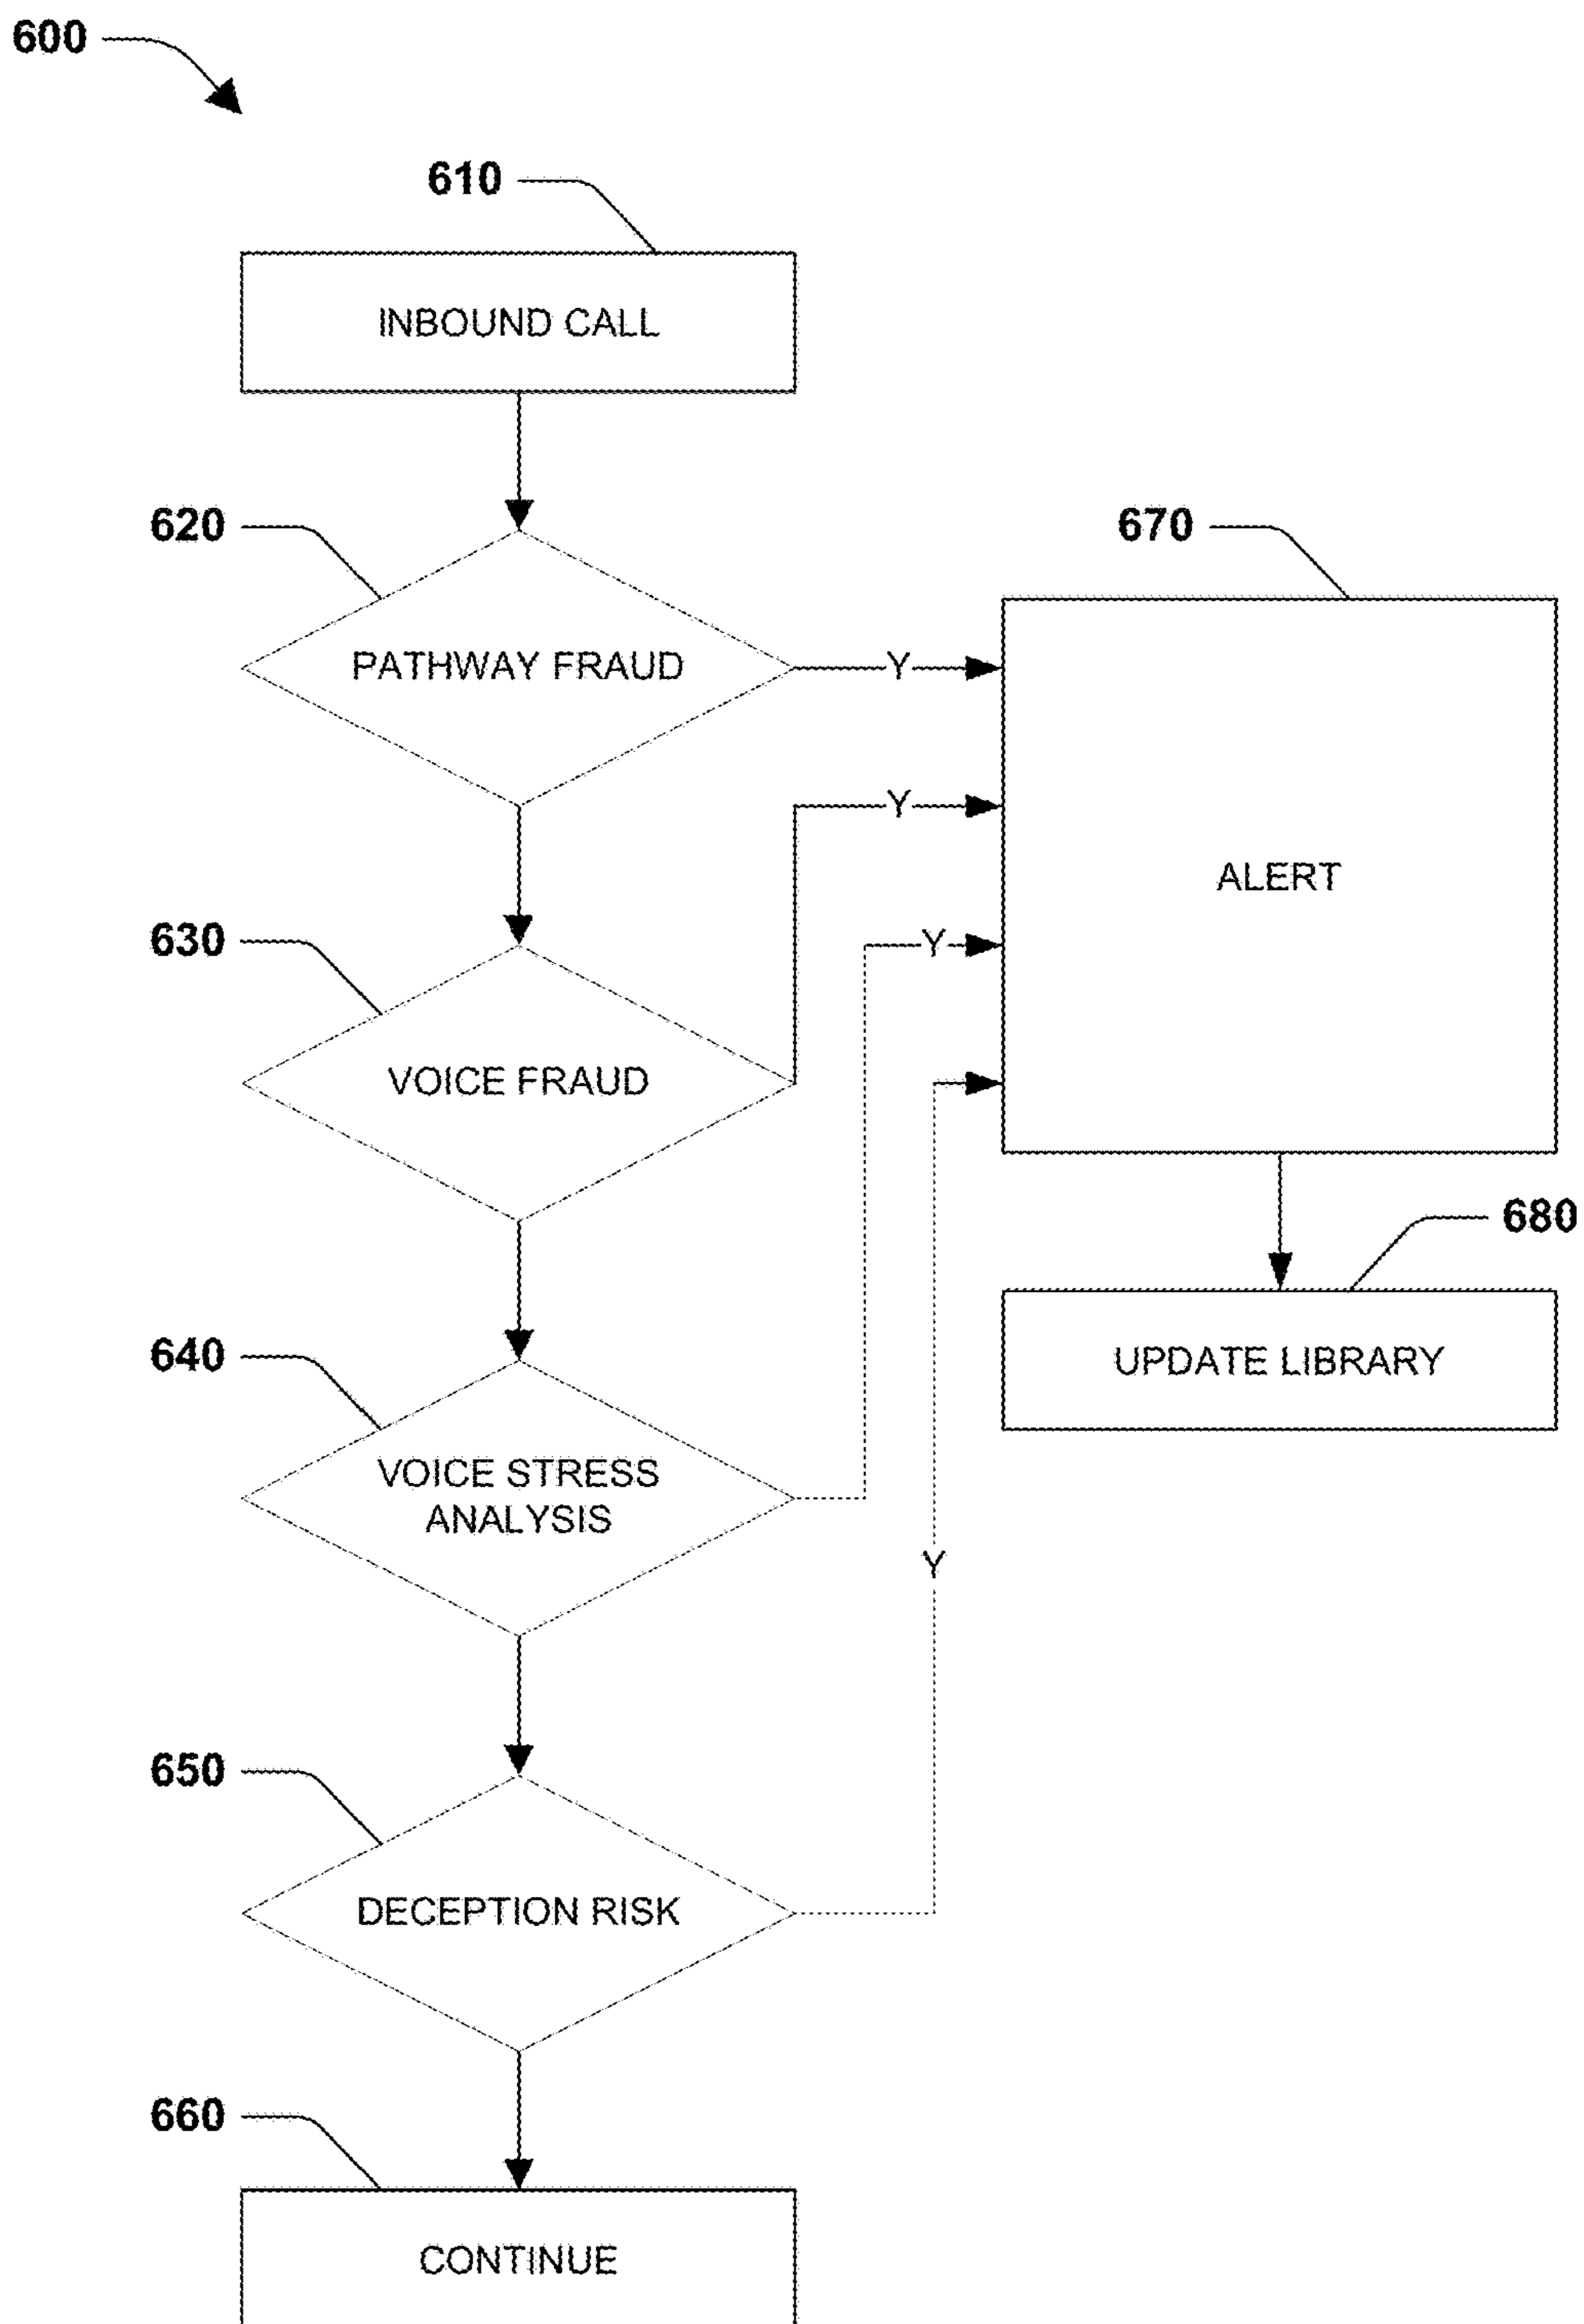 600
610
INBOUND CALL
620
PATHWAY FRAUD
Y
670
ALERT
630
VOICE FRAUD
Y
640
VOICE STRESS
ANALYSIS
Y
680
UPDATE LIBRARY
650
DECEPTION RISK
Y
660
CONTINUE